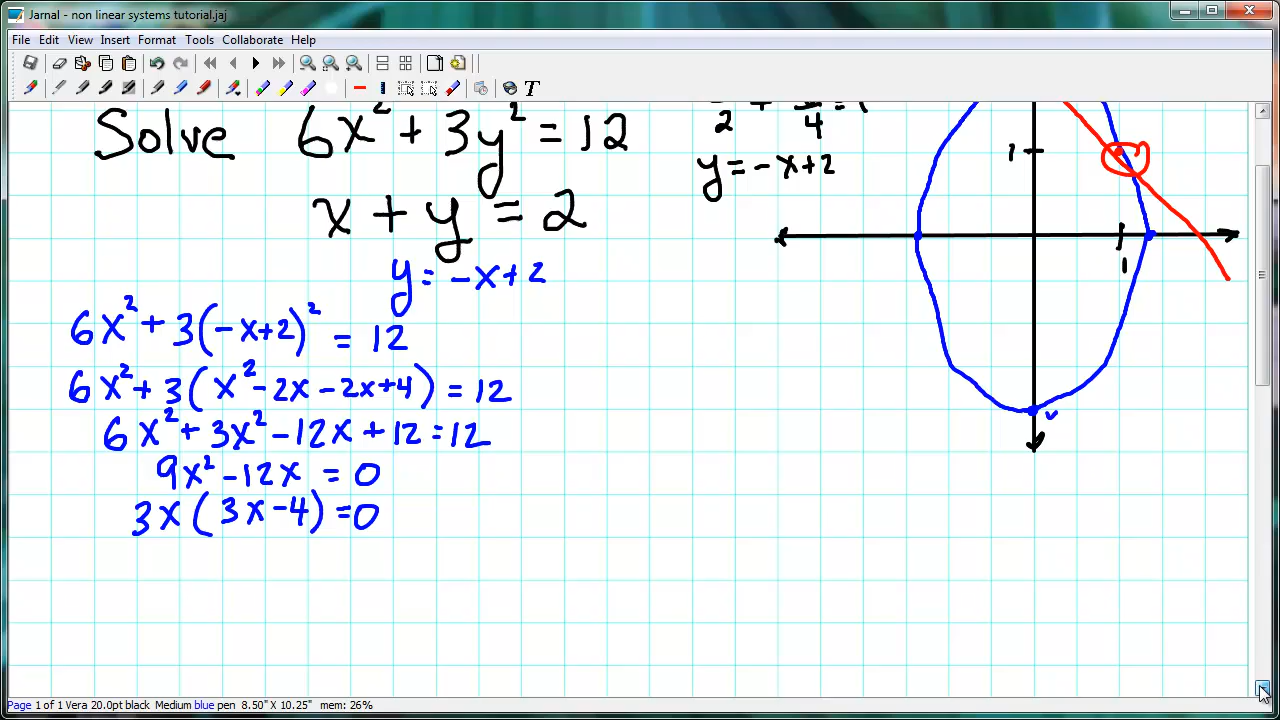 Jarnal - non linear systems tutorial.jaj
File Edit View Insert Format Tools Collaborate Help
T
Solve 6x² + 3y² = 12
x + y = 2
y = -x+2
6x² + 3(-x+2)² = 12
6x² + 3(x² - 2x - 2x + 4) = 12
6x² + 3x² - 12x + 12 = 12
9x² - 12x = 0
3x(3x - 4) = 0
2 + 4 = 1
y = -x+2
1
1
Page 1 of 1 Vera 20.0pt black Medium blue pen 8.50" X 10.25" mem: 26%